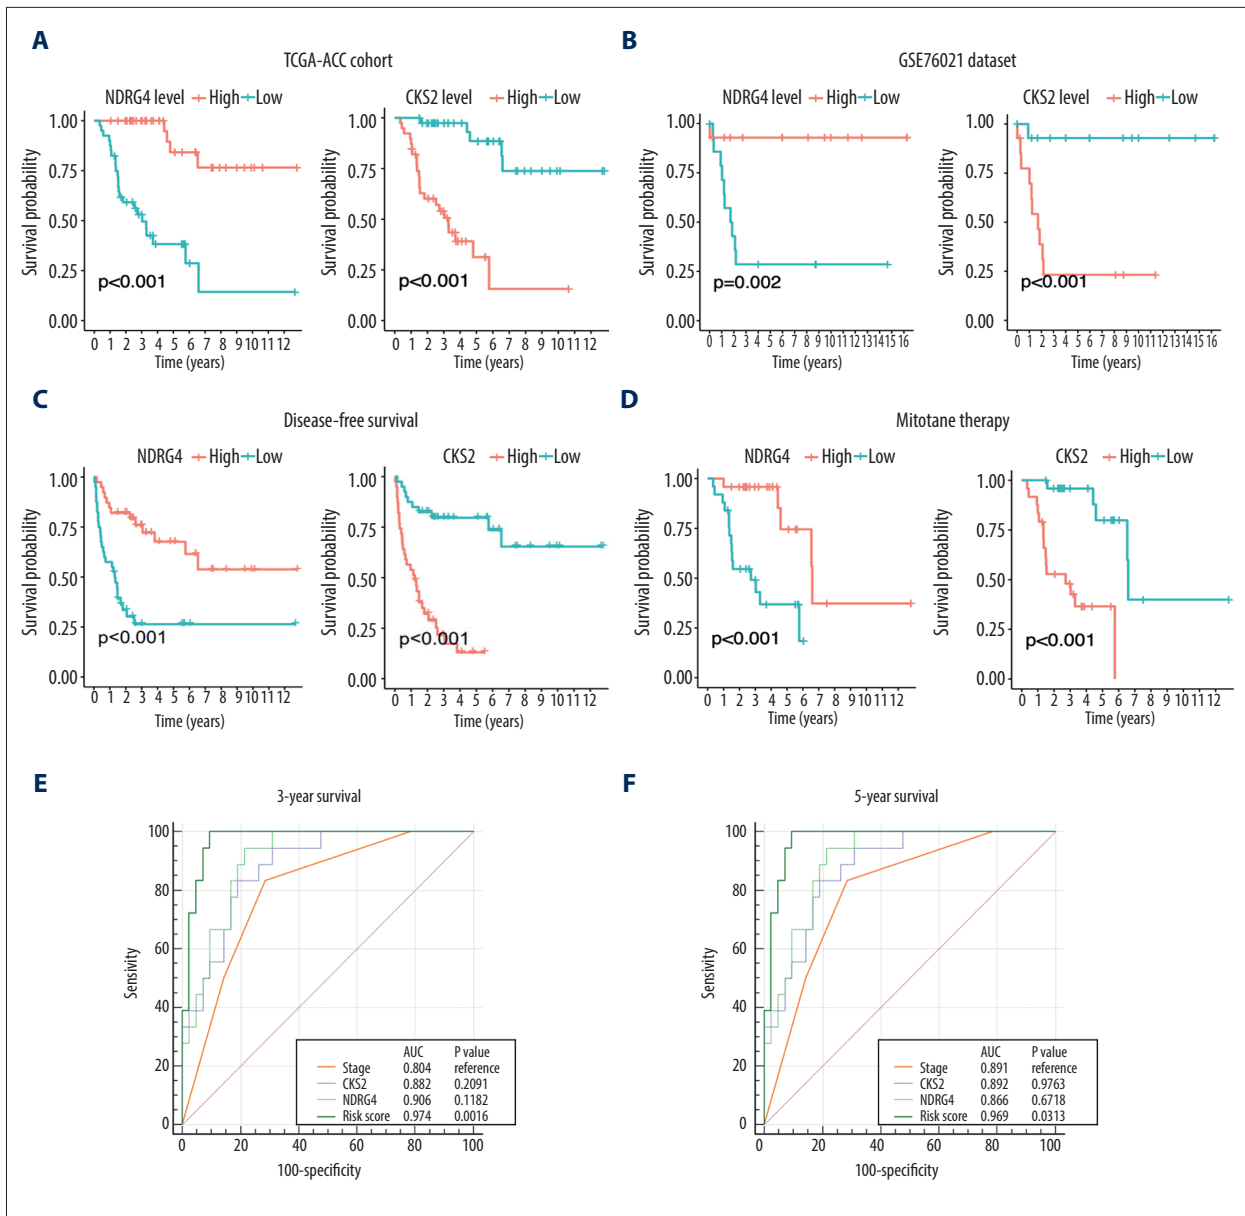 A
TCGA-ACC cohort
NDRG4 level High Low
1.00
0.75
0.50
0.25
0.00
Survival probability
p<0.001
0 1 2 3 4 5 6 7 8 9 10 11 12
Time (years)
CKS2 level High Low
1.00
0.75
0.50
0.25
0.00
Survival probability
p<0.001
0 1 2 3 4 5 6 7 8 9 10 11 12
Time (years)
B
GSE76021 dataset
NDRG4 level High Low
1.00
0.75
0.50
0.25
0.00
Survival probability
p=0.002
0 1 2 3 4 5 6 7 8 9 10 11 12 13 14 15 16
Time (years)
CKS2 level High Low
1.00
0.75
0.50
0.25
0.00
Survival probability
p<0.001
0 1 2 3 4 5 6 7 8 9 10 11 12 13 14 15 16
Time (years)
C
Disease-free survival
NDRG4 High Low
1.00
0.75
0.50
0.25
0.00
Survival probability
p<0.001
0 1 2 3 4 5 6 7 8 9 10 11 12
Time (years)
CKS2 High Low
1.00
0.75
0.50
0.25
0.00
Survival probability
p<0.001
0 1 2 3 4 5 6 7 8 9 10 11 12
Time (years)
D
Mitotane therapy
NDRG4 High Low
1.00
0.75
0.50
0.25
0.00
Survival probability
p<0.001
0 1 2 3 4 5 6 7 8 9 10 11 12
Time (years)
CKS2 High Low
1.00
0.75
0.50
0.25
0.00
Survival probability
p<0.001
0 1 2 3 4 5 6 7 8 9 10 11 12
Time (years)
E
3-year survival
100
80
60
40
20
0
Sensivity
AUC P value
Stage 0.804 reference
CKS2 0.882 0.2091
NDRG4 0.906 0.1182
Risk score 0.974 0.0016
0 20 40 60 80 100
100-specificity
F
5-year survival
100
80
60
40
20
0
Sensivity
AUC P value
Stage 0.891 reference
CKS2 0.892 0.9763
NDRG4 0.866 0.6718
Risk score 0.969 0.0313
0 20 40 60 80 100
100-specificity